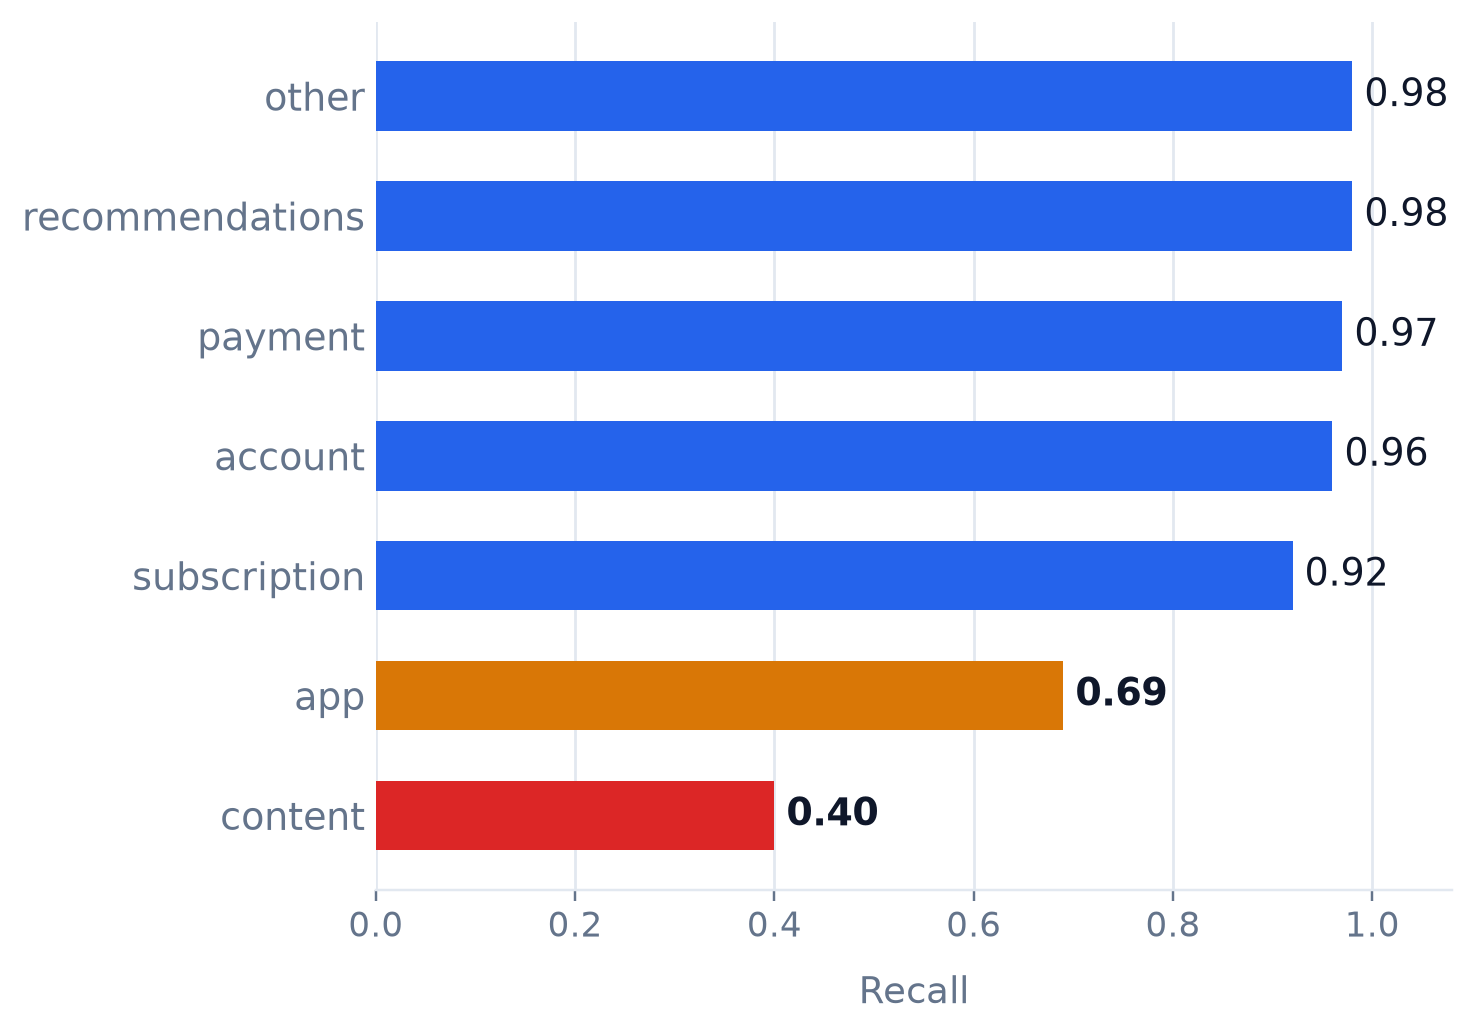 other 0.98
recommendations 0.98
payment 0.97
account 0.96
subscription 0.92
app 0.69
content 0.40
0.0 0.2 0.4 0.6 0.8 1.0
Recall